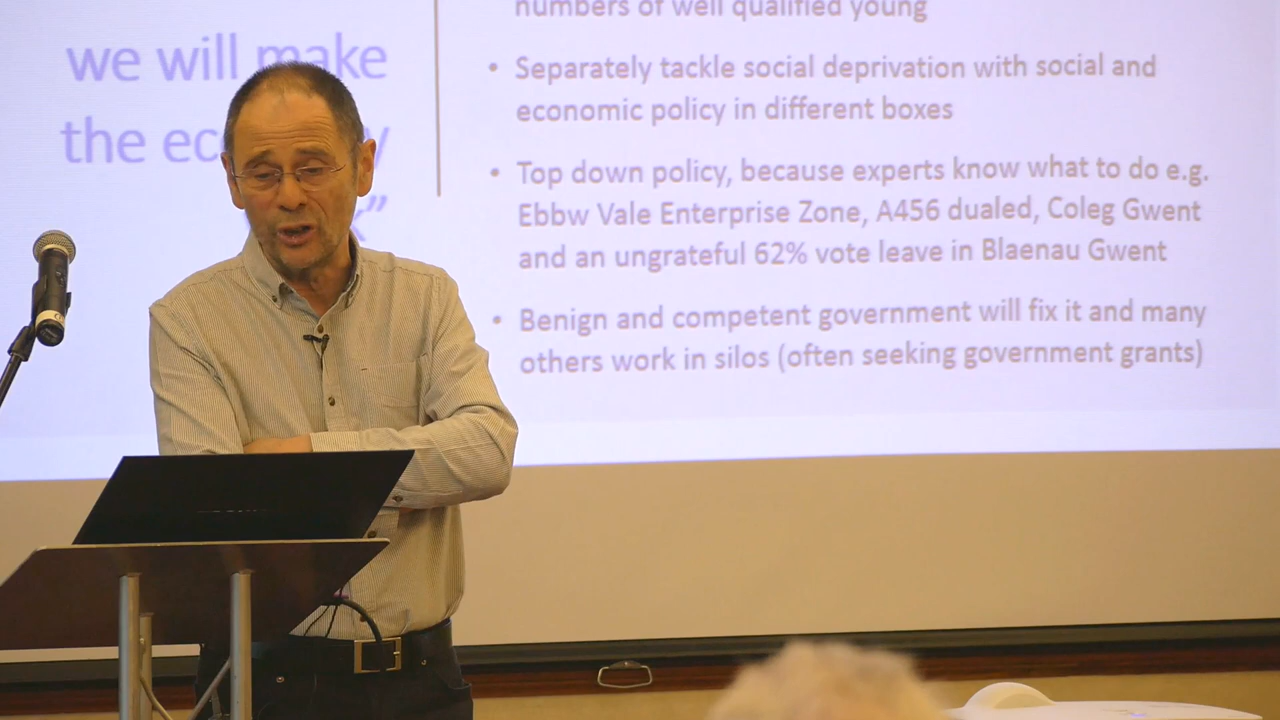 we will make
the ec
y
”
numbers of well qualified young
• Separately tackle social deprivation with social and
economic policy in different boxes
• Top down policy, because experts know what to do e.g.
Ebbw Vale Enterprise Zone, A456 dualed, Coleg Gwent
and an ungrateful 62% vote leave in Blaenau Gwent
• Benign and competent government will fix it and many
others work in silos (often seeking government grants)